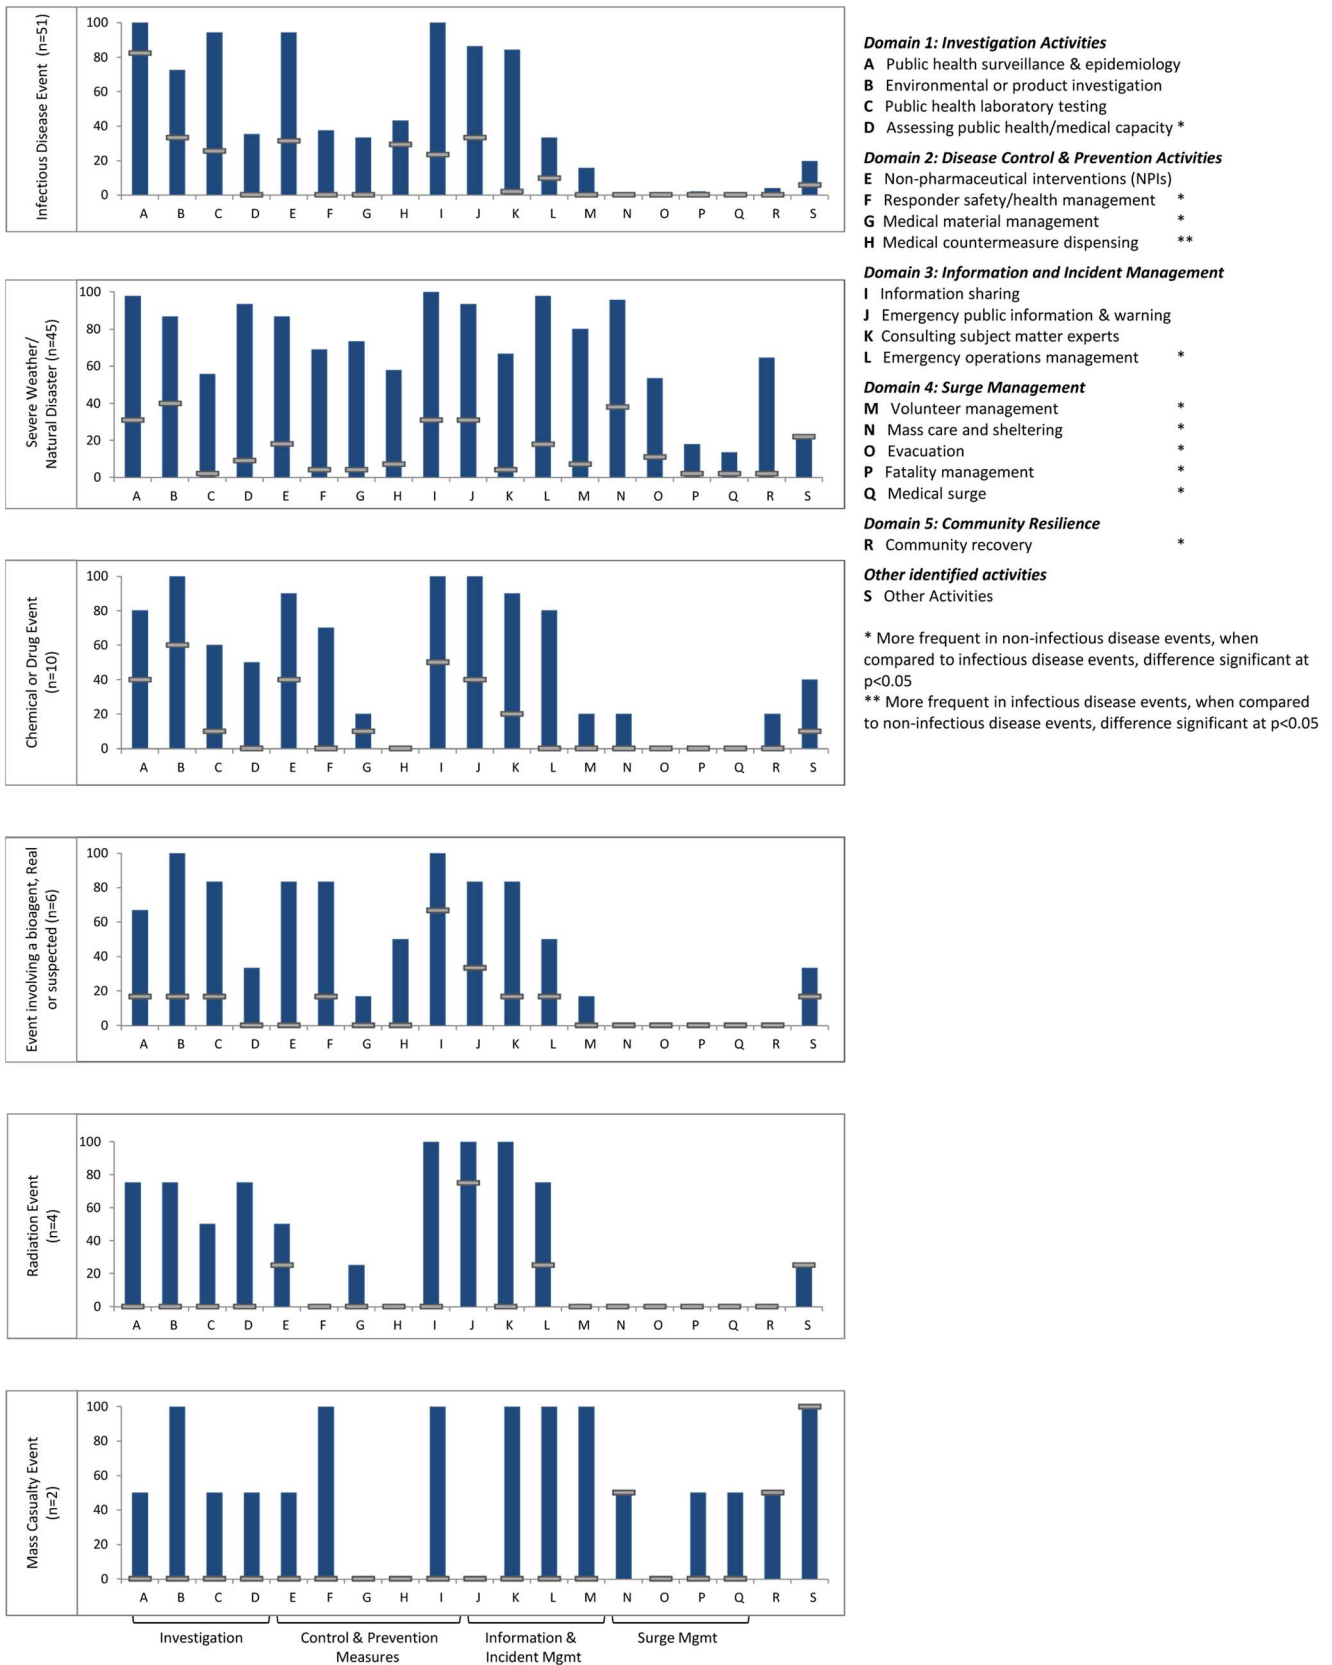 Infectious Disease Event (n=51)
100
80
60
40
20
0
A B C D E F G H I J K L M N O P Q R S
Severe Weather/
Natural Disaster (n=45)
100
80
60
40
20
0
A B C D E F G H I J K L M N O P Q R S
Chemical or Drug Event
(n=10)
100
80
60
40
20
0
A B C D E F G H I J K L M N O P Q R S
Event involving a bioagent, Real
or suspected (n=6)
100
80
60
40
20
0
A B C D E F G H I J K L M N O P Q R S
Radiation Event
(n=4)
100
80
60
40
20
0
A B C D E F G H I J K L M N O P Q R S
Mass Casualty Event
(n=2)
100
80
60
40
20
0
A B C D E F G H I J K L M N O P Q R S
Investigation
Control & Prevention
Measures
Information &
Incident Mgmt
Surge Mgmt
Domain 1: Investigation Activities
A Public health surveillance & epidemiology
B Environmental or product investigation
C Public health laboratory testing
D Assessing public health/medical capacity *
Domain 2: Disease Control & Prevention Activities
E Non-pharmaceutical interventions (NPIs)
F Responder safety/health management *
G Medical material management *
H Medical countermeasure dispensing **
Domain 3: Information and Incident Management
I Information sharing
J Emergency public information & warning
K Consulting subject matter experts
L Emergency operations management *
Domain 4: Surge Management
M Volunteer management *
N Mass care and sheltering *
O Evacuation *
P Fatality management *
Q Medical surge *
Domain 5: Community Resilience
R Community recovery *
Other identified activities
S Other Activities
* More frequent in non-infectious disease events, when
compared to infectious disease events, difference significant at
p<0.05
** More frequent in infectious disease events, when compared
to non-infectious disease events, difference significant at p<0.05